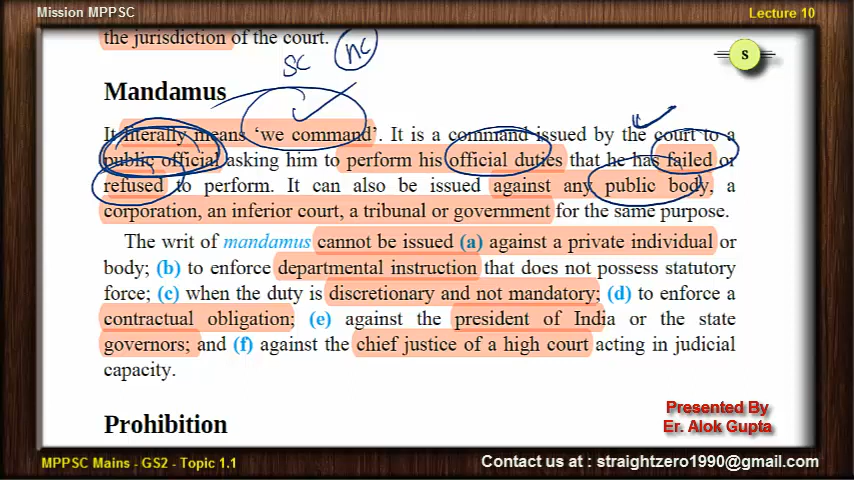 Mission MPPSC
Lecture 10
the jurisdiction of the court.
SC
HC
S
Mandamus
It literally means ‘we command’. It is a command issued by the court to a
public official asking him to perform his official duties that he has failed or
refused to perform. It can also be issued against any public body, a
corporation, an inferior court, a tribunal or government for the same purpose.
The writ of mandamus cannot be issued (a) against a private individual or
body; (b) to enforce departmental instruction that does not possess statutory
force; (c) when the duty is discretionary and not mandatory; (d) to enforce a
contractual obligation; (e) against the president of India or the state
governors; and (f) against the chief justice of a high court acting in judicial
capacity.
Prohibition
Presented By
Er. Alok Gupta
MPPSC Mains - GS2 - Topic 1.1
Contact us at : straightzero1990@gmail.com